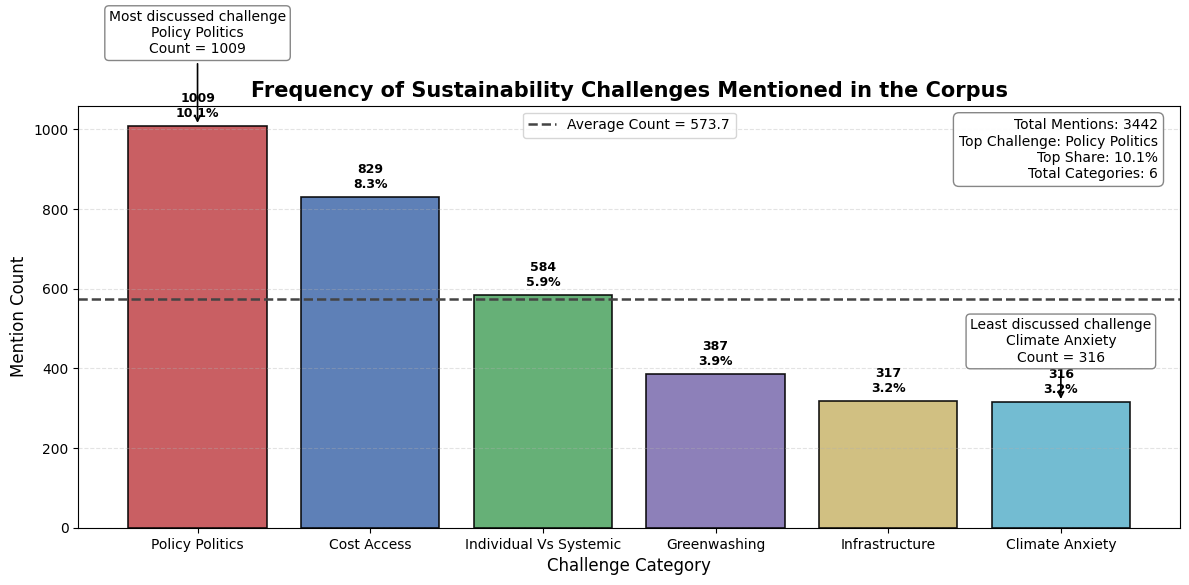 Most discussed challenge
Policy Politics
Count = 1009
Frequency of Sustainability Challenges Mentioned in the Corpus
Average Count = 573.7
Total Mentions: 3442
Top Challenge: Policy Politics
Top Share: 10.1%
Total Categories: 6
Mention Count
1000
800
600
400
200
0
1009
10.1%
829
8.3%
584
5.9%
387
3.9%
317
3.2%
Least discussed challenge
Climate Anxiety
Count = 316
316
3.2%
Policy Politics
Cost Access
Individual Vs Systemic
Greenwashing
Infrastructure
Climate Anxiety
Challenge Category